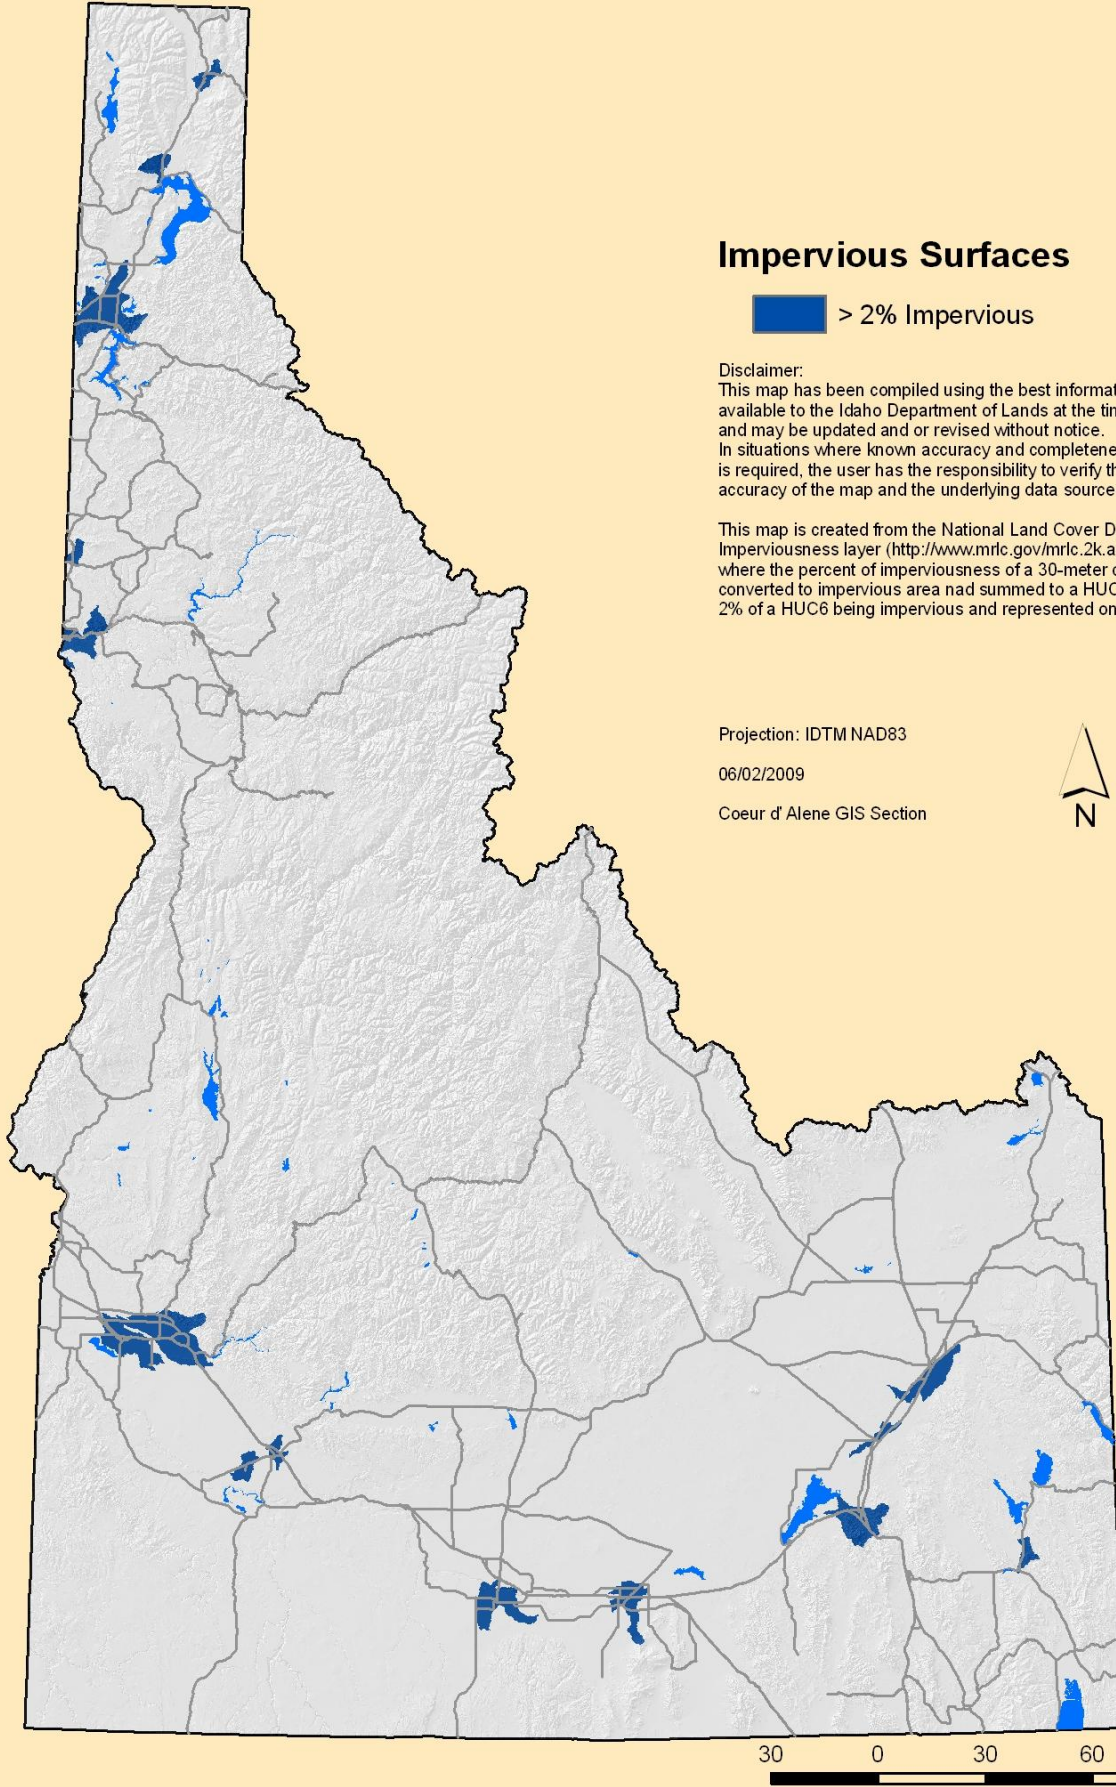 Impervious Surfaces
> 2% Impervious
Disclaimer:
This map has been compiled using the best
available to the Idaho Department of Lands at the
and may be updated and or revised without notice.
In situations where known accuracy and
is required, the user has the responsibility to verify
accuracy of the map and the underlying data source
This map is created from the National Land Cover
Imperviousness layer (http://www.mrlc.gov/mrlc.2k.a
where the percent of imperviousness of a 30-meter
converted to impervious area nad summed to a HUC
2% of a HUC6 being impervious and represented on
Projection: IDTM NAD83
06/02/2009
Coeur d' Alene GIS Section
N
30 0 30 60